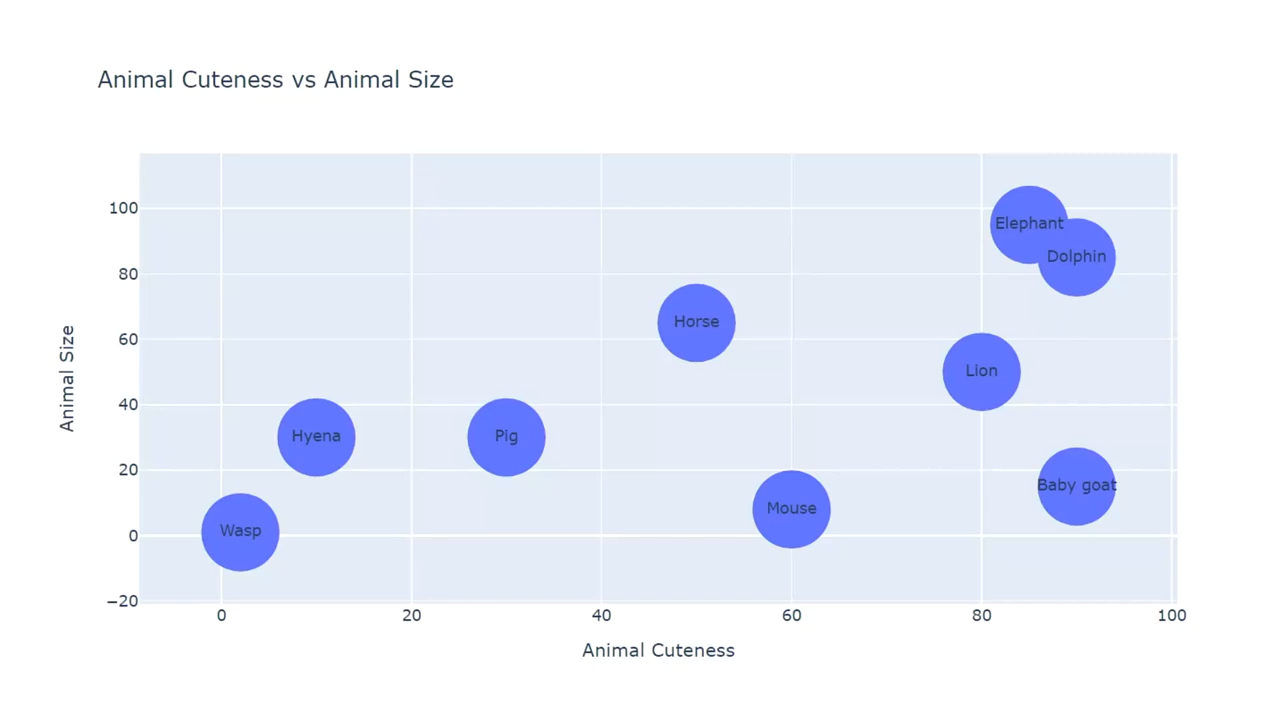 Animal Cuteness vs Animal Size
100
80
60
40
20
0
−20
Animal Size
Elephant
Dolphin
Horse
Lion
Hyena
Pig
Baby goat
Mouse
Wasp
0 20 40 60 80 100
Animal Cuteness